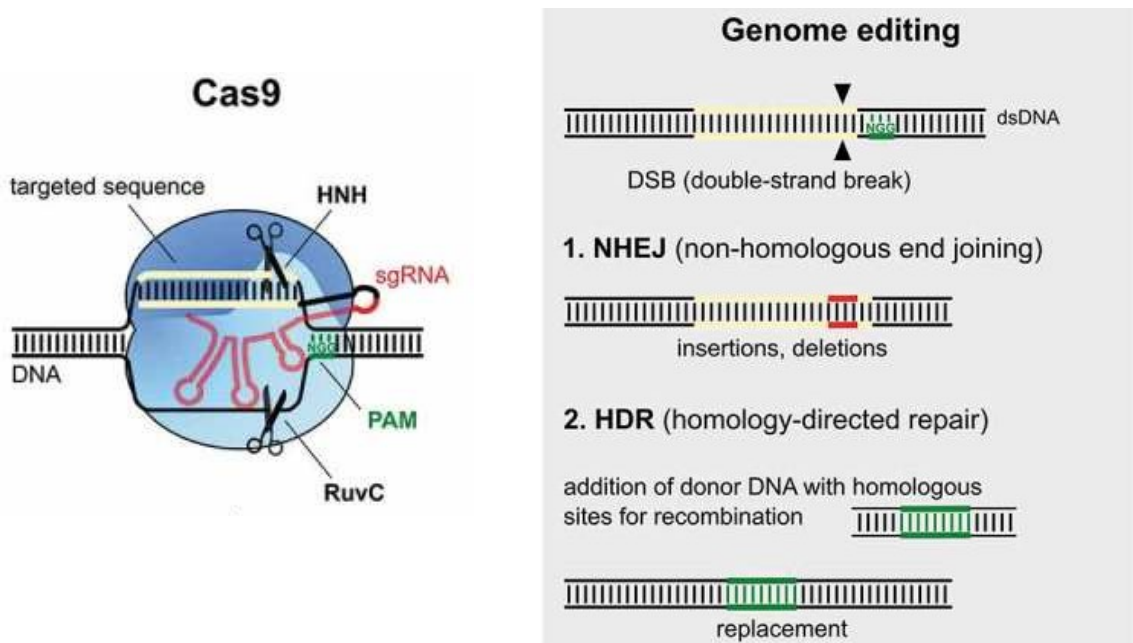 Cas9
targeted sequence
HNH
sgRNA
NGG
DNA
PAM
RuvC
Genome editing
NGG
dsDNA
DSB (double-strand break)
1. NHEJ (non-homologous end joining)
insertions, deletions
2. HDR (homology-directed repair)
addition of donor DNA with homologous
sites for recombination
replacement